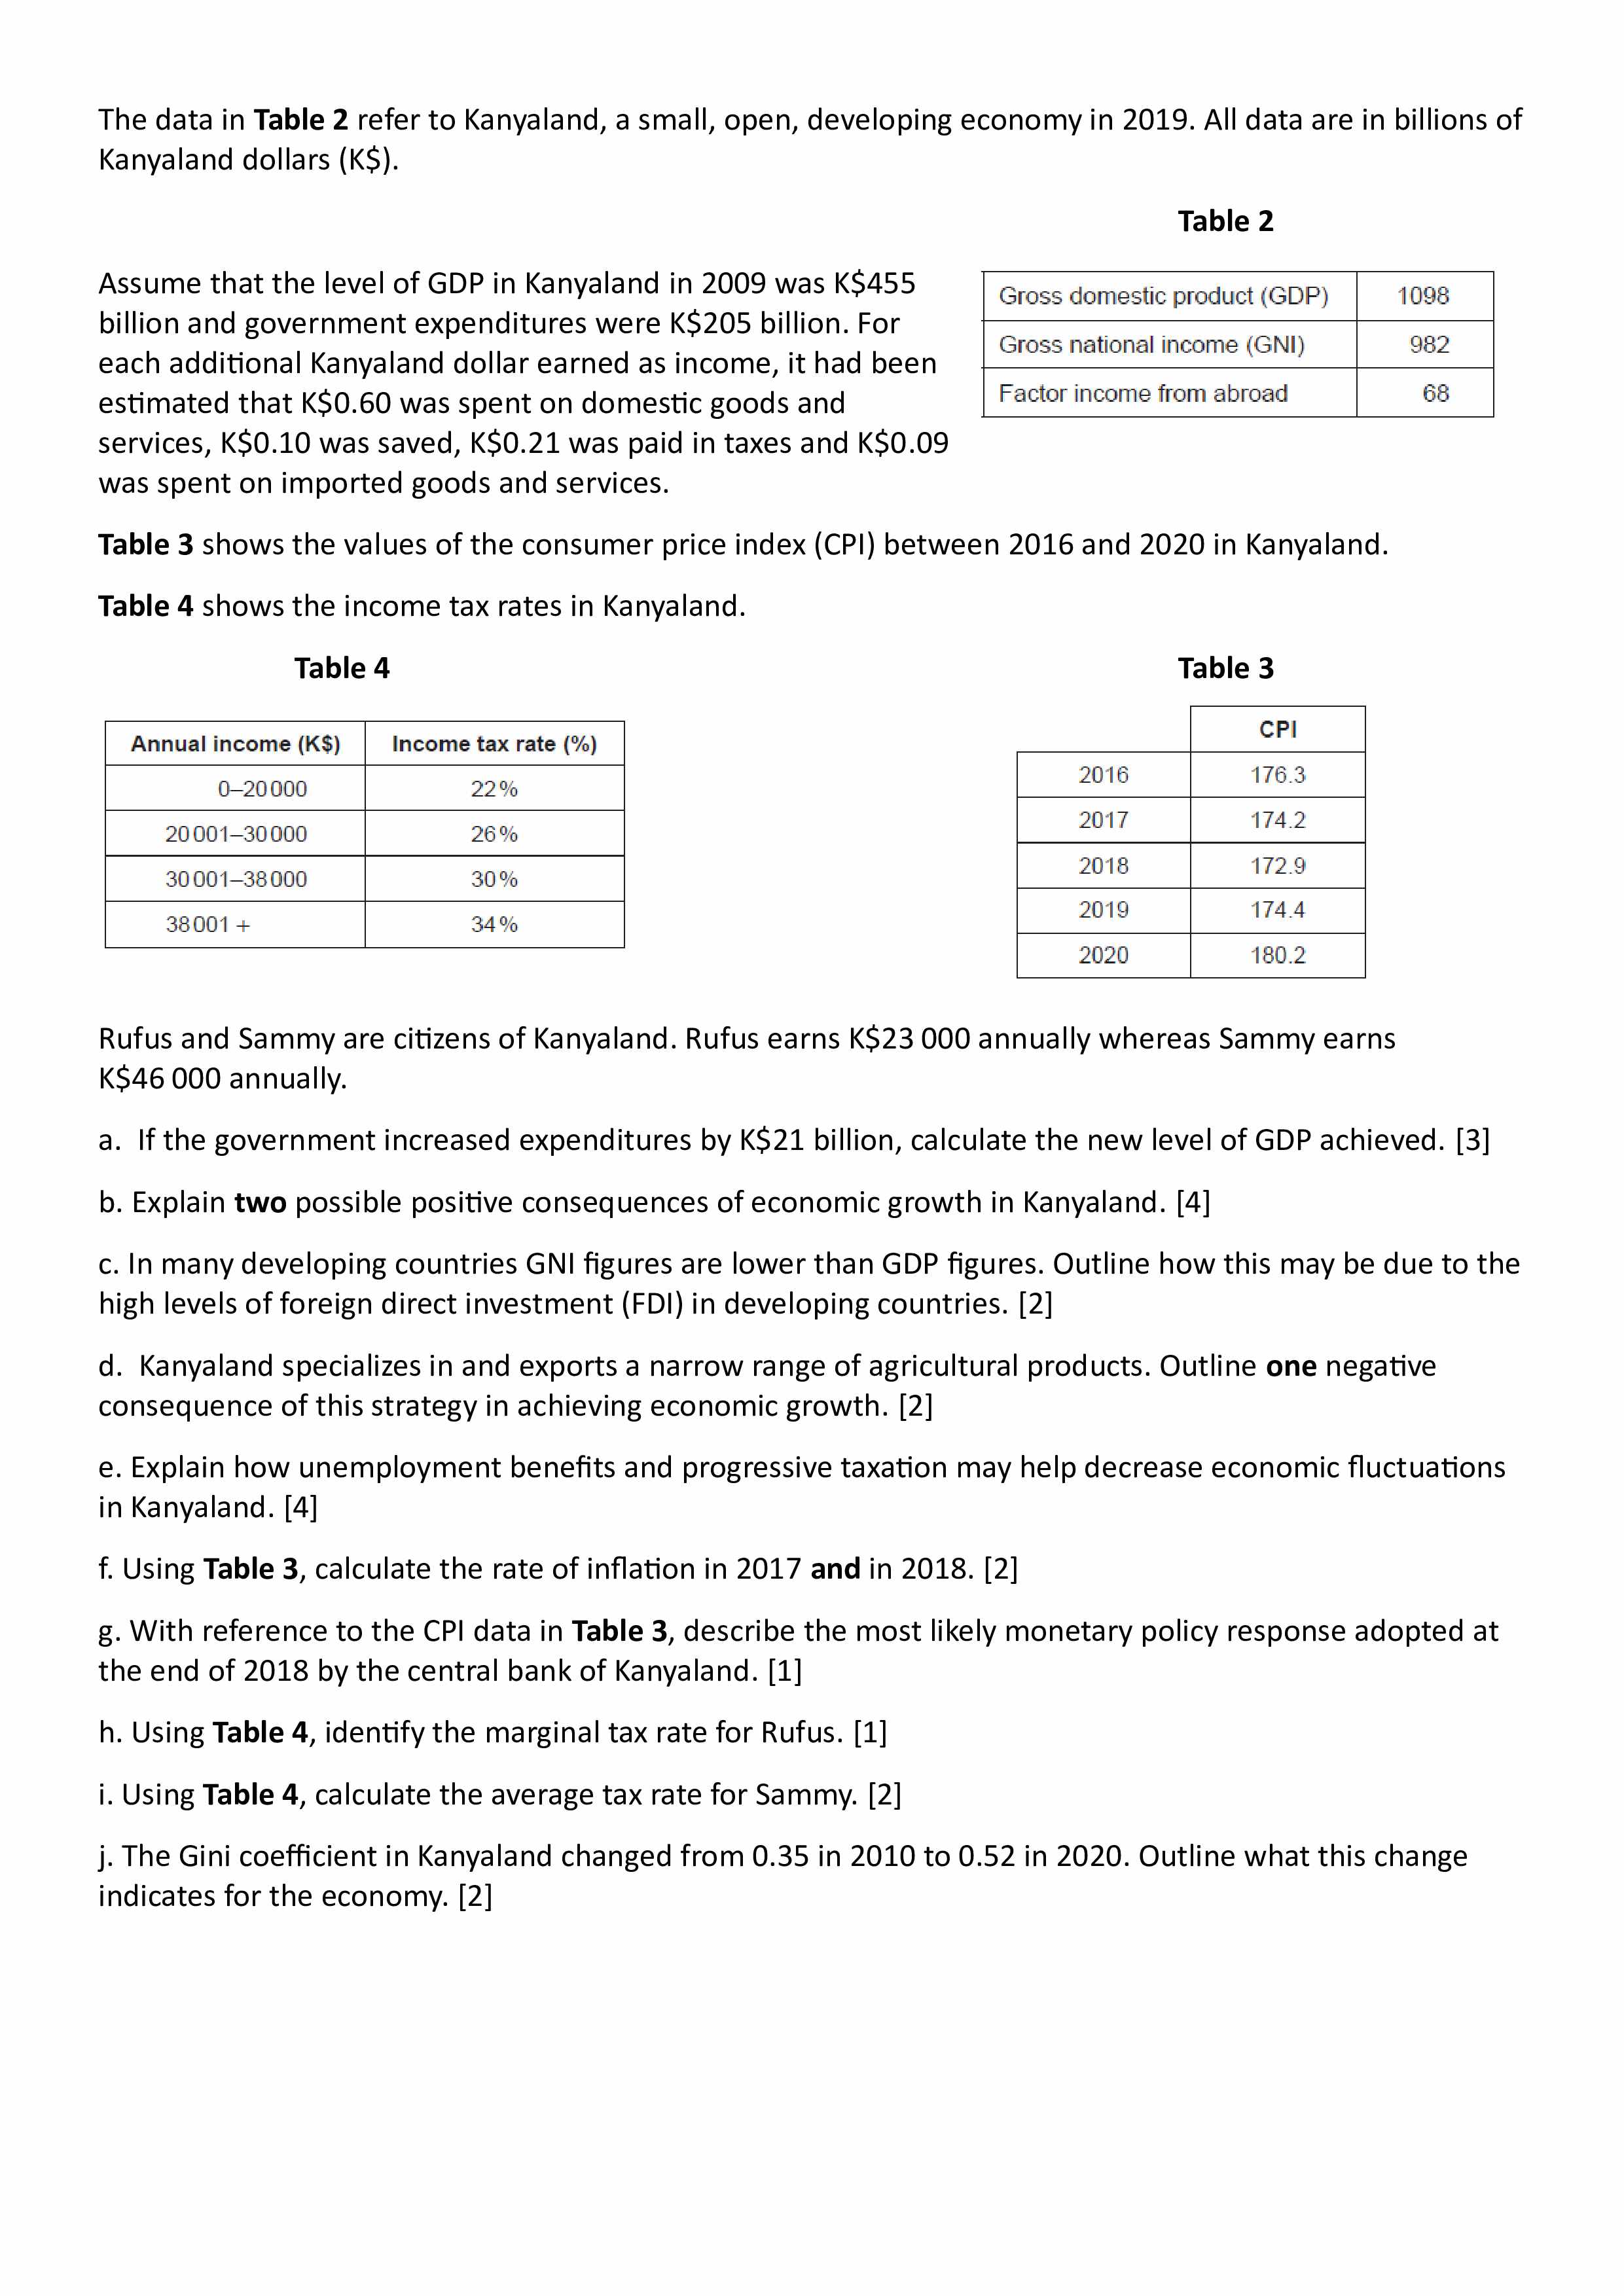 The data in Table 2 refer to Kanyaland, a small, open, developing economy in 2019. All data are in billions of
Kanyaland dollars (K$).
Table 2
Assume that the level of GDP in Kanyaland in 2009 was K$455
billion and government expenditures were K$205 billion. For
each additional Kanyaland dollar earned as income, it had been
estimated that K$0.60 was spent on domestic goods and
services, K$0.10 was saved, K$0.21 was paid in taxes and K$0.09
was spent on imported goods and services.
Gross domestic product (GDP) 1098
Gross national income (GNI) 982
Factor income from abroad 68
Table 3 shows the values of the consumer price index (CPI) between 2016 and 2020 in Kanyaland.
Table 4 shows the income tax rates in Kanyaland.
Table 4
Annual income (K$) Income tax rate (%)
0–20 000 22 %
20 001–30 000 26 %
30 001–38 000 30 %
38 001 + 34 %
Table 3
CPI
2016 176.3
2017 174.2
2018 172.9
2019 174.4
2020 180.2
Rufus and Sammy are citizens of Kanyaland. Rufus earns K$23 000 annually whereas Sammy earns
K$46 000 annually.
a. If the government increased expenditures by K$21 billion, calculate the new level of GDP achieved. [3]
b. Explain two possible positive consequences of economic growth in Kanyaland. [4]
c. In many developing countries GNI figures are lower than GDP figures. Outline how this may be due to the
high levels of foreign direct investment (FDI) in developing countries. [2]
d. Kanyaland specializes in and exports a narrow range of agricultural products. Outline one negative
consequence of this strategy in achieving economic growth. [2]
e. Explain how unemployment benefits and progressive taxation may help decrease economic fluctuations
in Kanyaland. [4]
f. Using Table 3, calculate the rate of inflation in 2017 and in 2018. [2]
g. With reference to the CPI data in Table 3, describe the most likely monetary policy response adopted at
the end of 2018 by the central bank of Kanyaland. [1]
h. Using Table 4, identify the marginal tax rate for Rufus. [1]
i. Using Table 4, calculate the average tax rate for Sammy. [2]
j. The Gini coefficient in Kanyaland changed from 0.35 in 2010 to 0.52 in 2020. Outline what this change
indicates for the economy. [2]